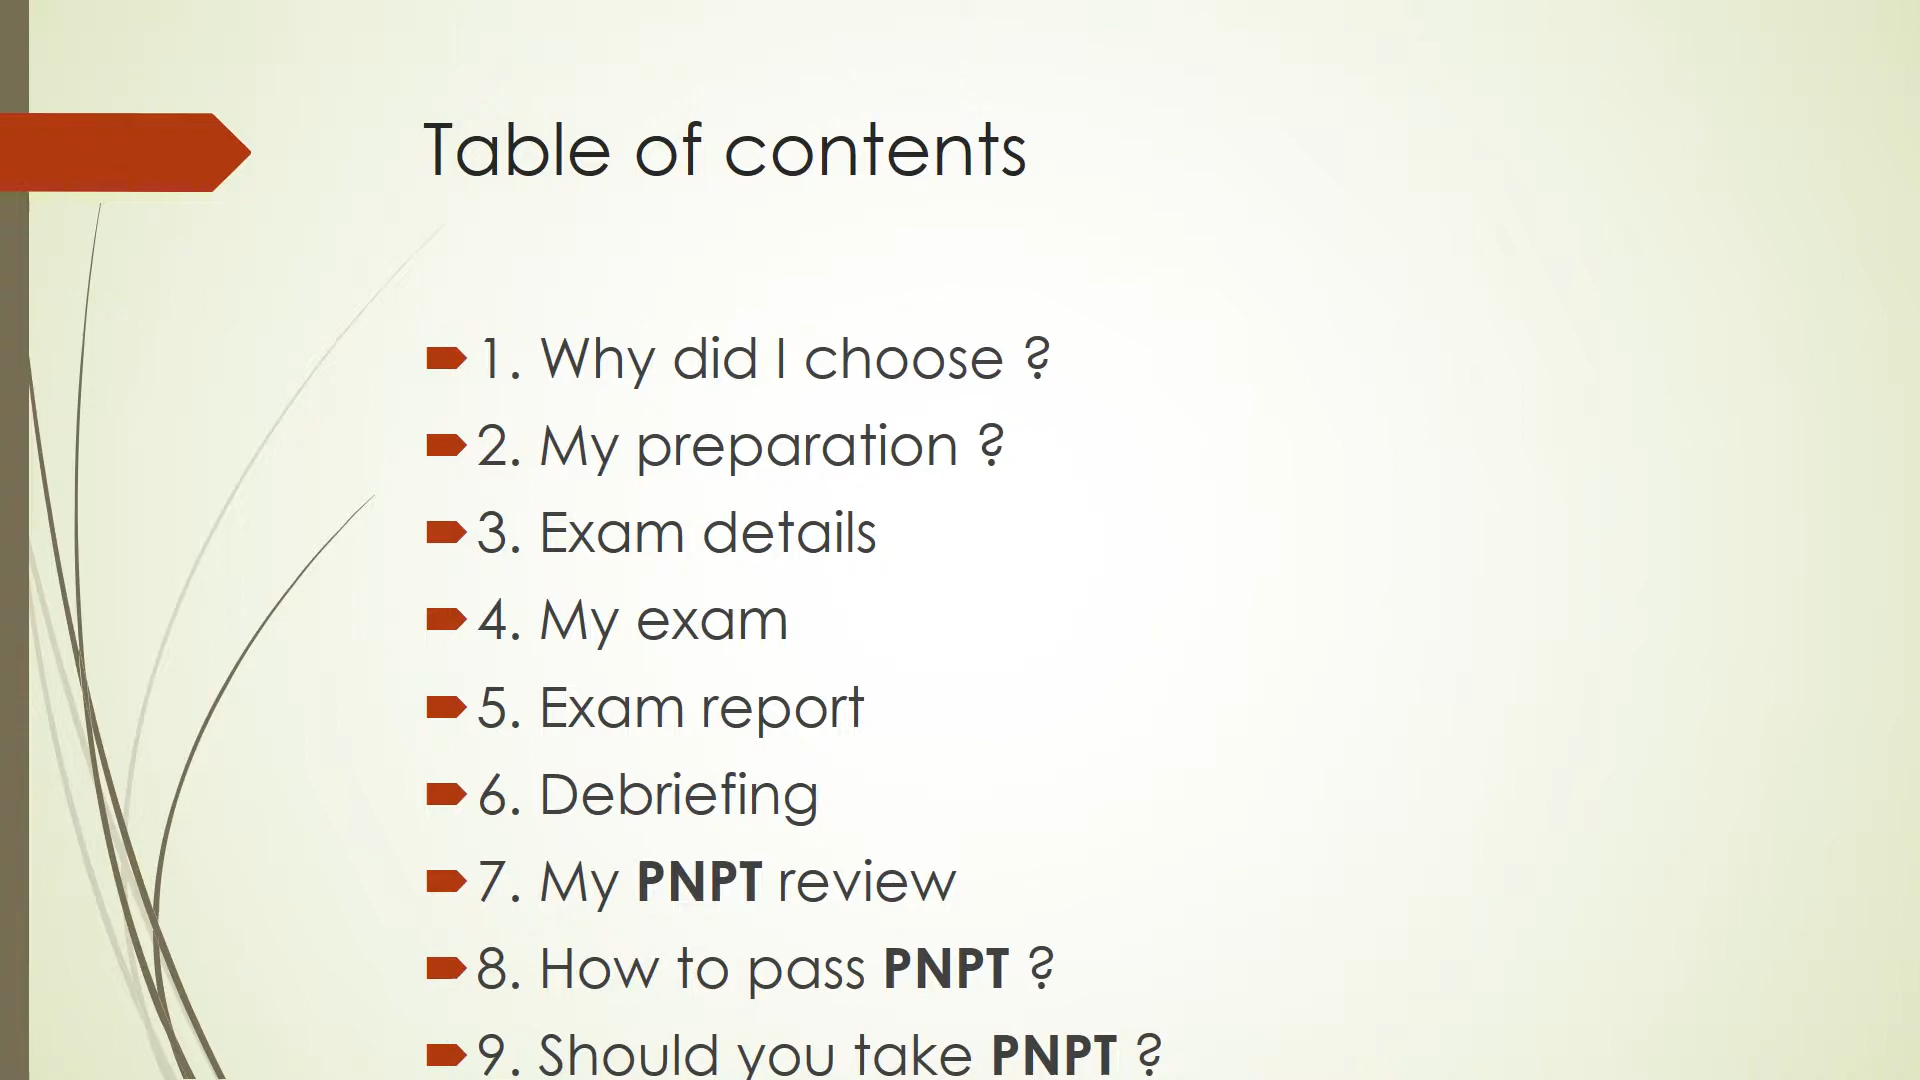 Table of contents
1. Why did I choose ?
2. My preparation ?
3. Exam details
4. My exam
5. Exam report
6. Debriefing
7. My PNPT review
8. How to pass PNPT ?
9. Should you take PNPT ?